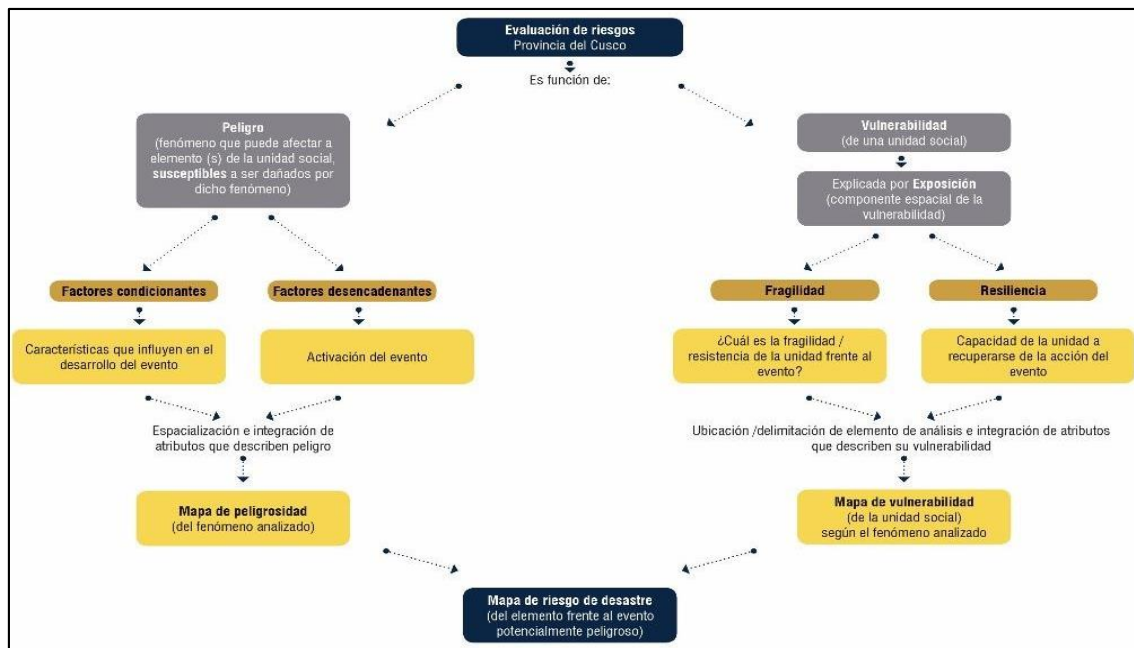 Evaluación de riesgos
Provincia del Cusco
Es función de:
Peligro
(fenómeno que puede afectar a
elemento (s) de la unidad social,
susceptibles a ser dañados por
dicho fenómeno)
Vulnerabilidad
(de una unidad social)
Explicada por Exposición
(componente espacial de la
vulnerabilidad)
Factores condicionantes
Factores desencadenantes
Fragilidad
Resiliencia
Características que influyen en el
desarrollo del evento
Activación del evento
¿Cuál es la fragilidad /
resistencia de la unidad frente al
evento?
Capacidad de la unidad a
recuperarse de la acción del
evento
Espacialización e integración de
atributos que describen peligro
Ubicación /delimitación de elemento de análisis e integración de atributos
que describen su vulnerabilidad
Mapa de peligrosidad
(del fenómeno analizado)
Mapa de vulnerabilidad
(de la unidad social)
según el fenómeno analizado
Mapa de riesgo de desastre
(del elemento frente al evento
potencialmente peligroso)